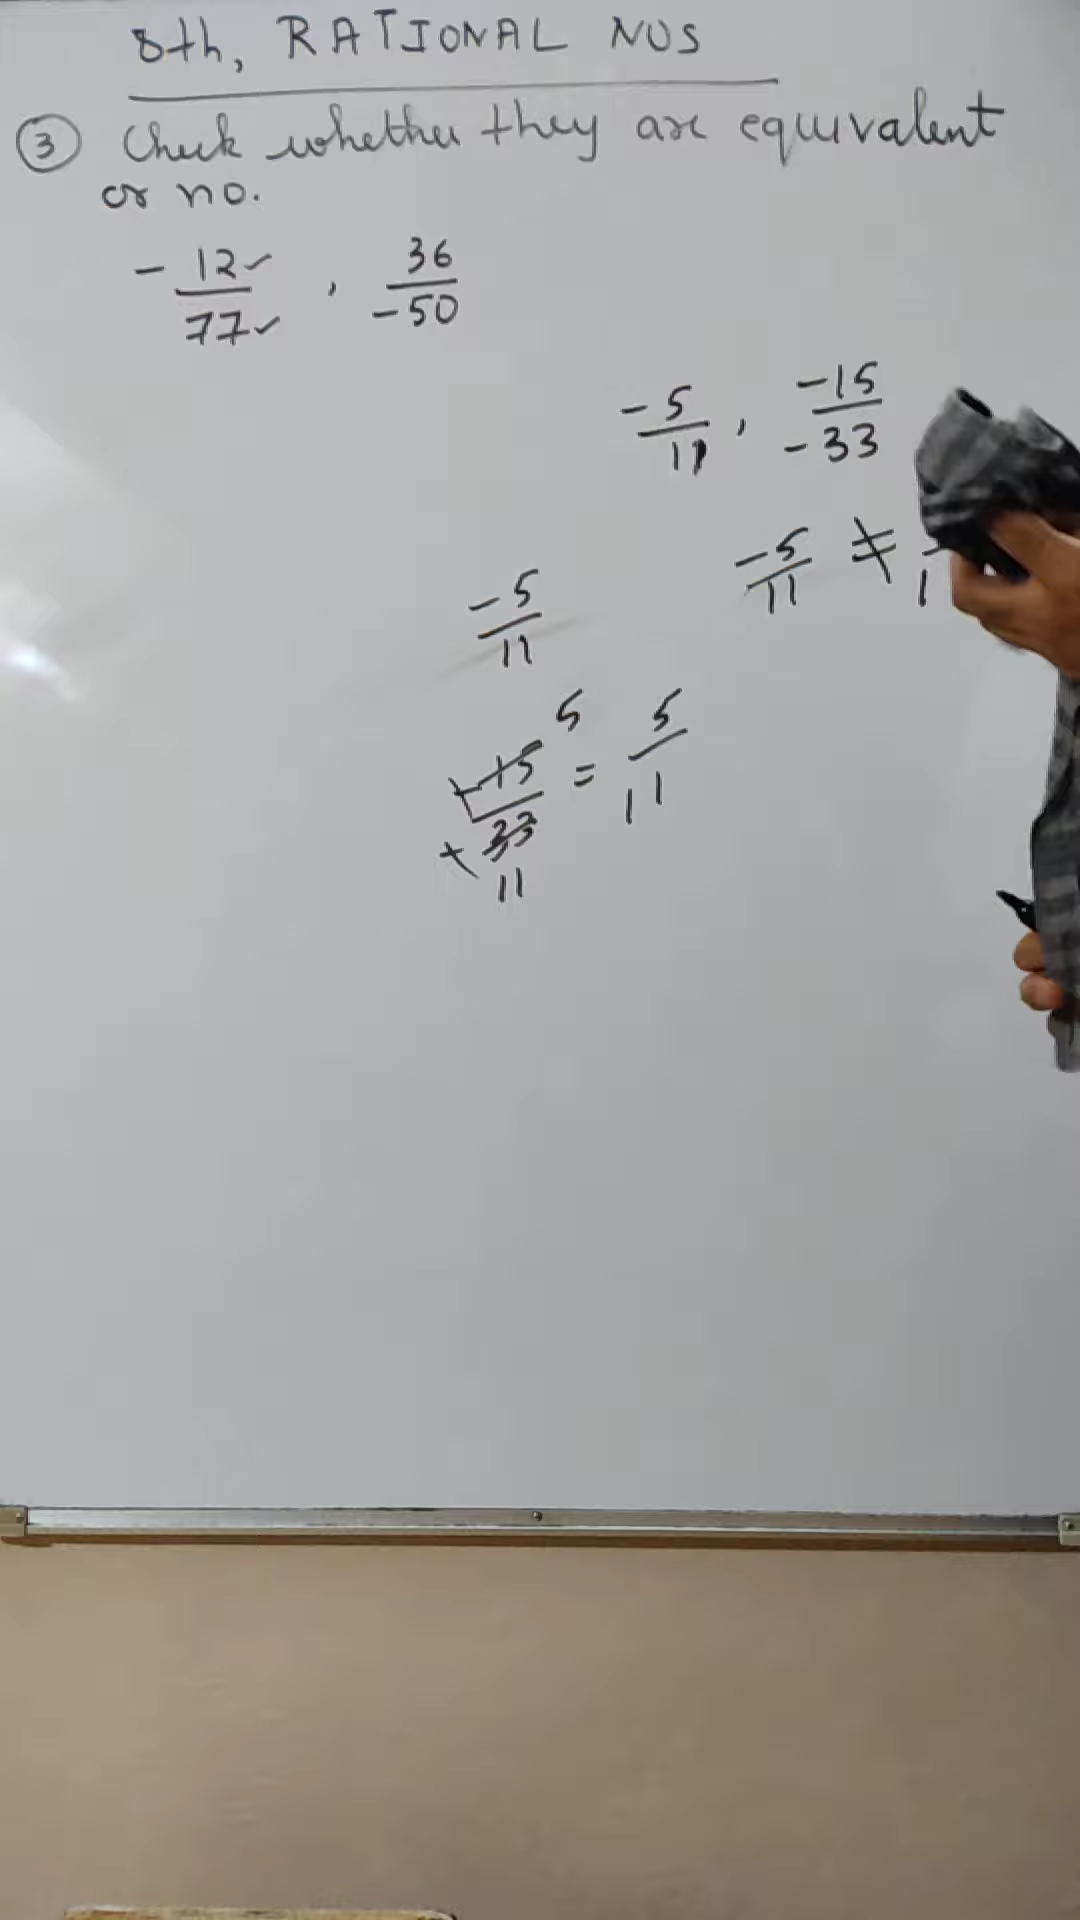 8th, RATIONAL NOS
③ Check whether they are equivalent
or no.
- 12/77 , 36/-50
-5/11 , -15/-33
-5/11 ≠
-5/11
-15/-33 5 11 = 5/11